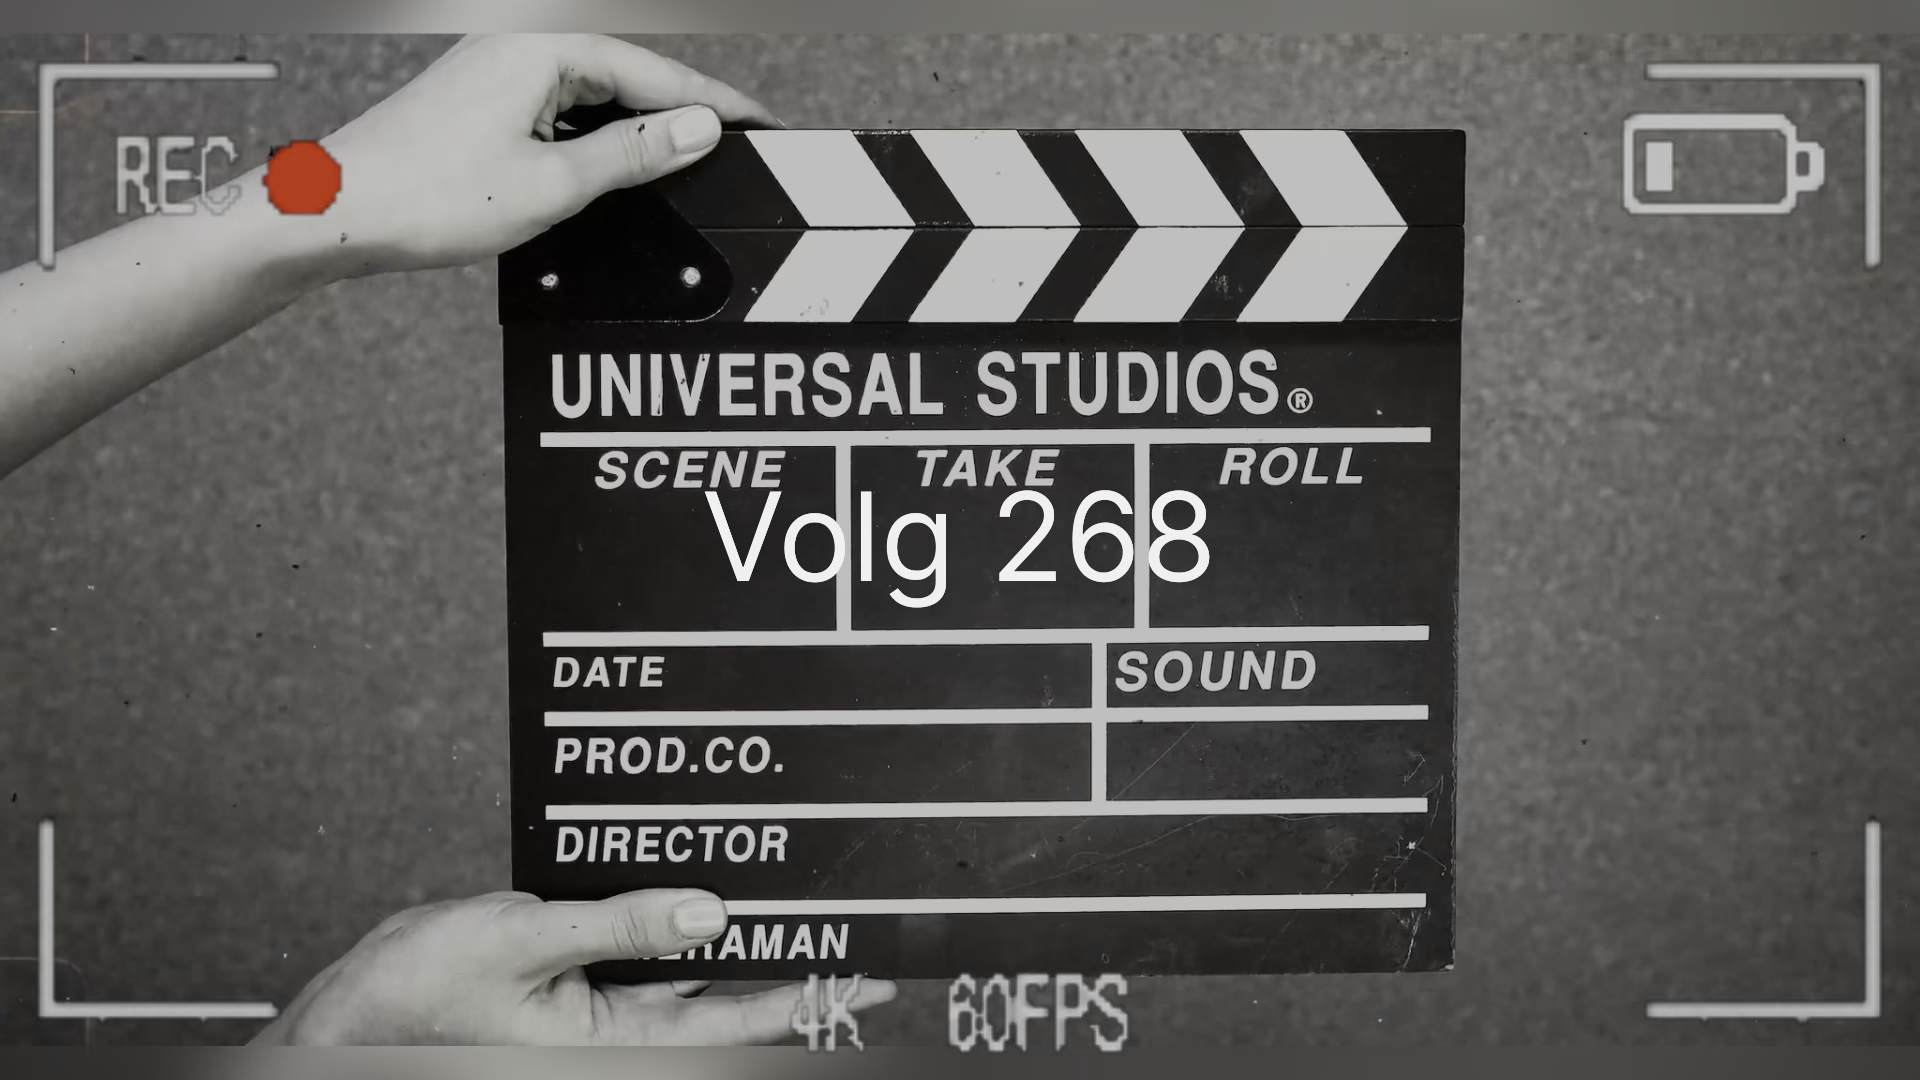 REC
UNIVERSAL STUDIOS®
SCENE TAKE ROLL
Volg 268
DATE SOUND
PROD.CO.
DIRECTOR
4K 60FPS